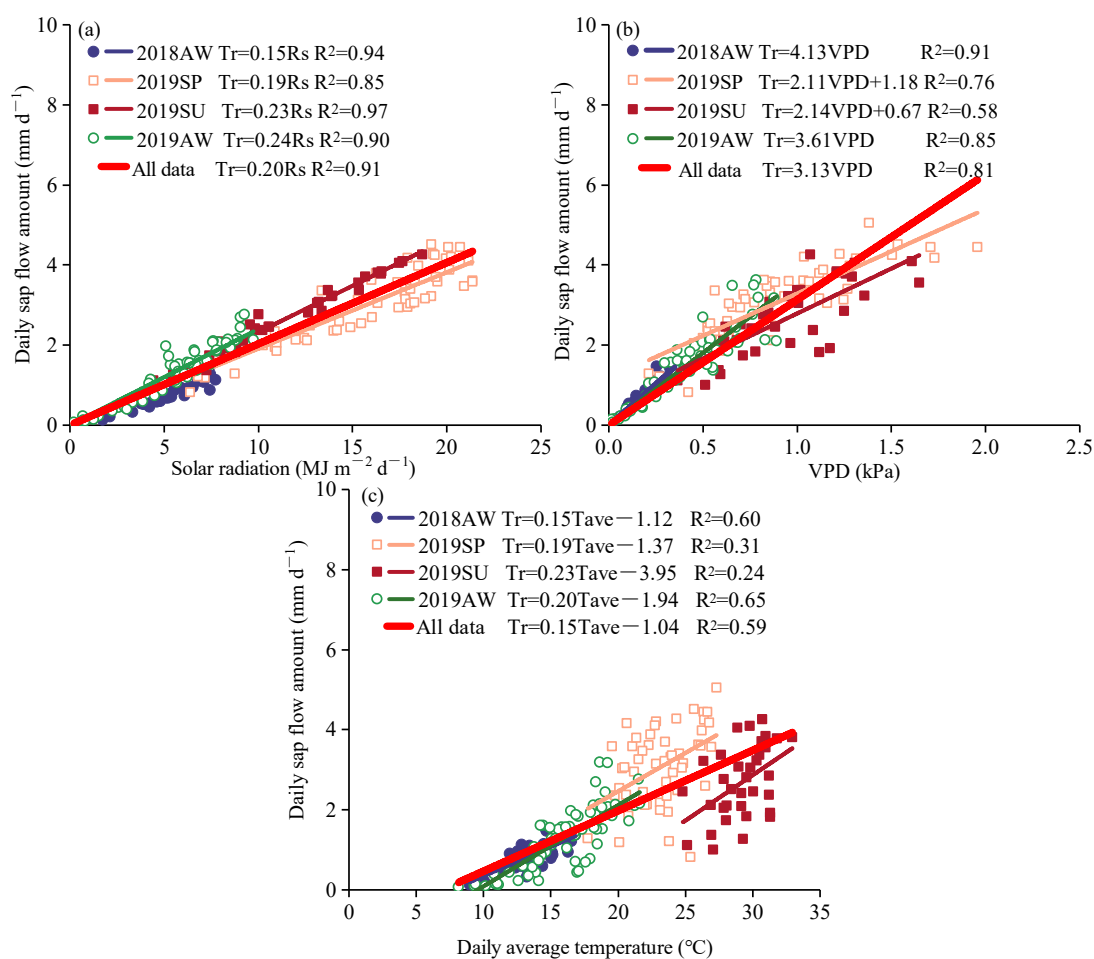 (a)
2018AW Tr=0.15Rs R²=0.94
2019SP Tr=0.19Rs R²=0.85
2019SU Tr=0.23Rs R²=0.97
2019AW Tr=0.24Rs R²=0.90
All data Tr=0.20Rs R²=0.91
Daily sap flow amount (mm d⁻¹)
10
8
6
4
2
0
0 5 10 15 20 25
Solar radiation (MJ m⁻² d⁻¹)
(b)
2018AW Tr=4.13VPD R²=0.91
2019SP Tr=2.11VPD+1.18 R²=0.76
2019SU Tr=2.14VPD+0.67 R²=0.58
2019AW Tr=3.61VPD R²=0.85
All data Tr=3.13VPD R²=0.81
Daily sap flow amount (mm d⁻¹)
10
8
6
4
2
0
0.0 0.5 1.0 1.5 2.0 2.5
VPD (kPa)
(c)
2018AW Tr=0.15Tave−1.12 R²=0.60
2019SP Tr=0.19Tave−1.37 R²=0.31
2019SU Tr=0.23Tave−3.95 R²=0.24
2019AW Tr=0.20Tave−1.94 R²=0.65
All data Tr=0.15Tave−1.04 R²=0.59
Daily sap flow amount (mm d⁻¹)
10
8
6
4
2
0
0 5 10 15 20 25 30 35
Daily average temperature (℃)